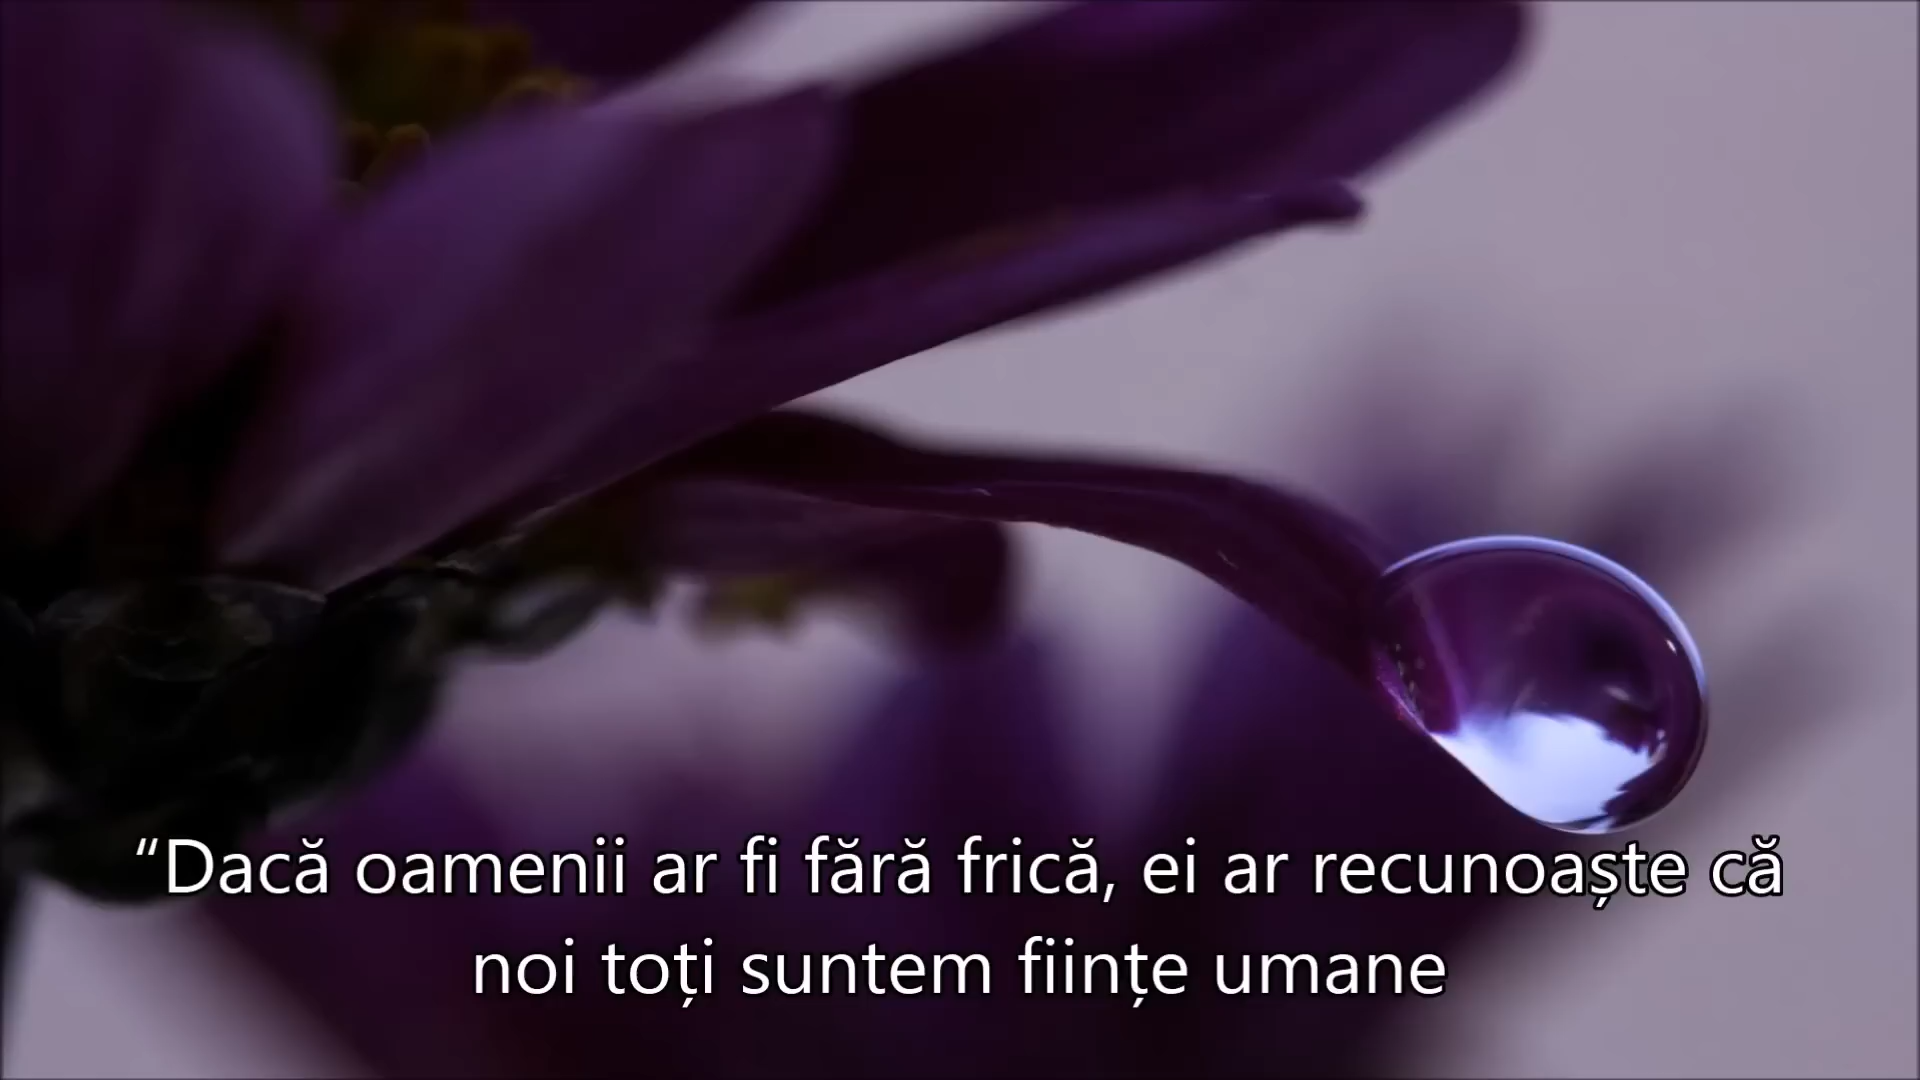 “Dacă oamenii ar fi fără frică, ei ar recunoaște că
noi toți suntem ființe umane